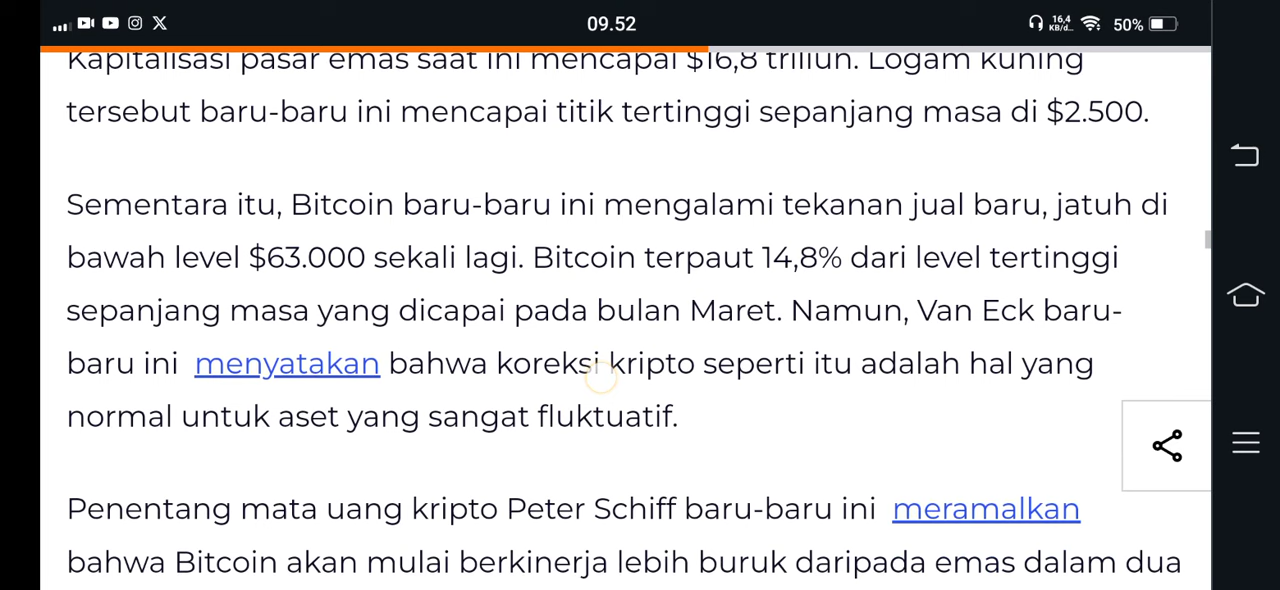 09.52
16,4
KB/d...
50%
Kapitalisasi pasar emas saat ini mencapai $16,8 triliun. Logam kuning
tersebut baru-baru ini mencapai titik tertinggi sepanjang masa di $2.500.
Sementara itu, Bitcoin baru-baru ini mengalami tekanan jual baru, jatuh di
bawah level $63.000 sekali lagi. Bitcoin terpaut 14,8% dari level tertinggi
sepanjang masa yang dicapai pada bulan Maret. Namun, Van Eck baru-
baru ini menyatakan bahwa koreksi kripto seperti itu adalah hal yang
normal untuk aset yang sangat fluktuatif.
Penentang mata uang kripto Peter Schiff baru-baru ini meramalkan
bahwa Bitcoin akan mulai berkinerja lebih buruk daripada emas dalam dua